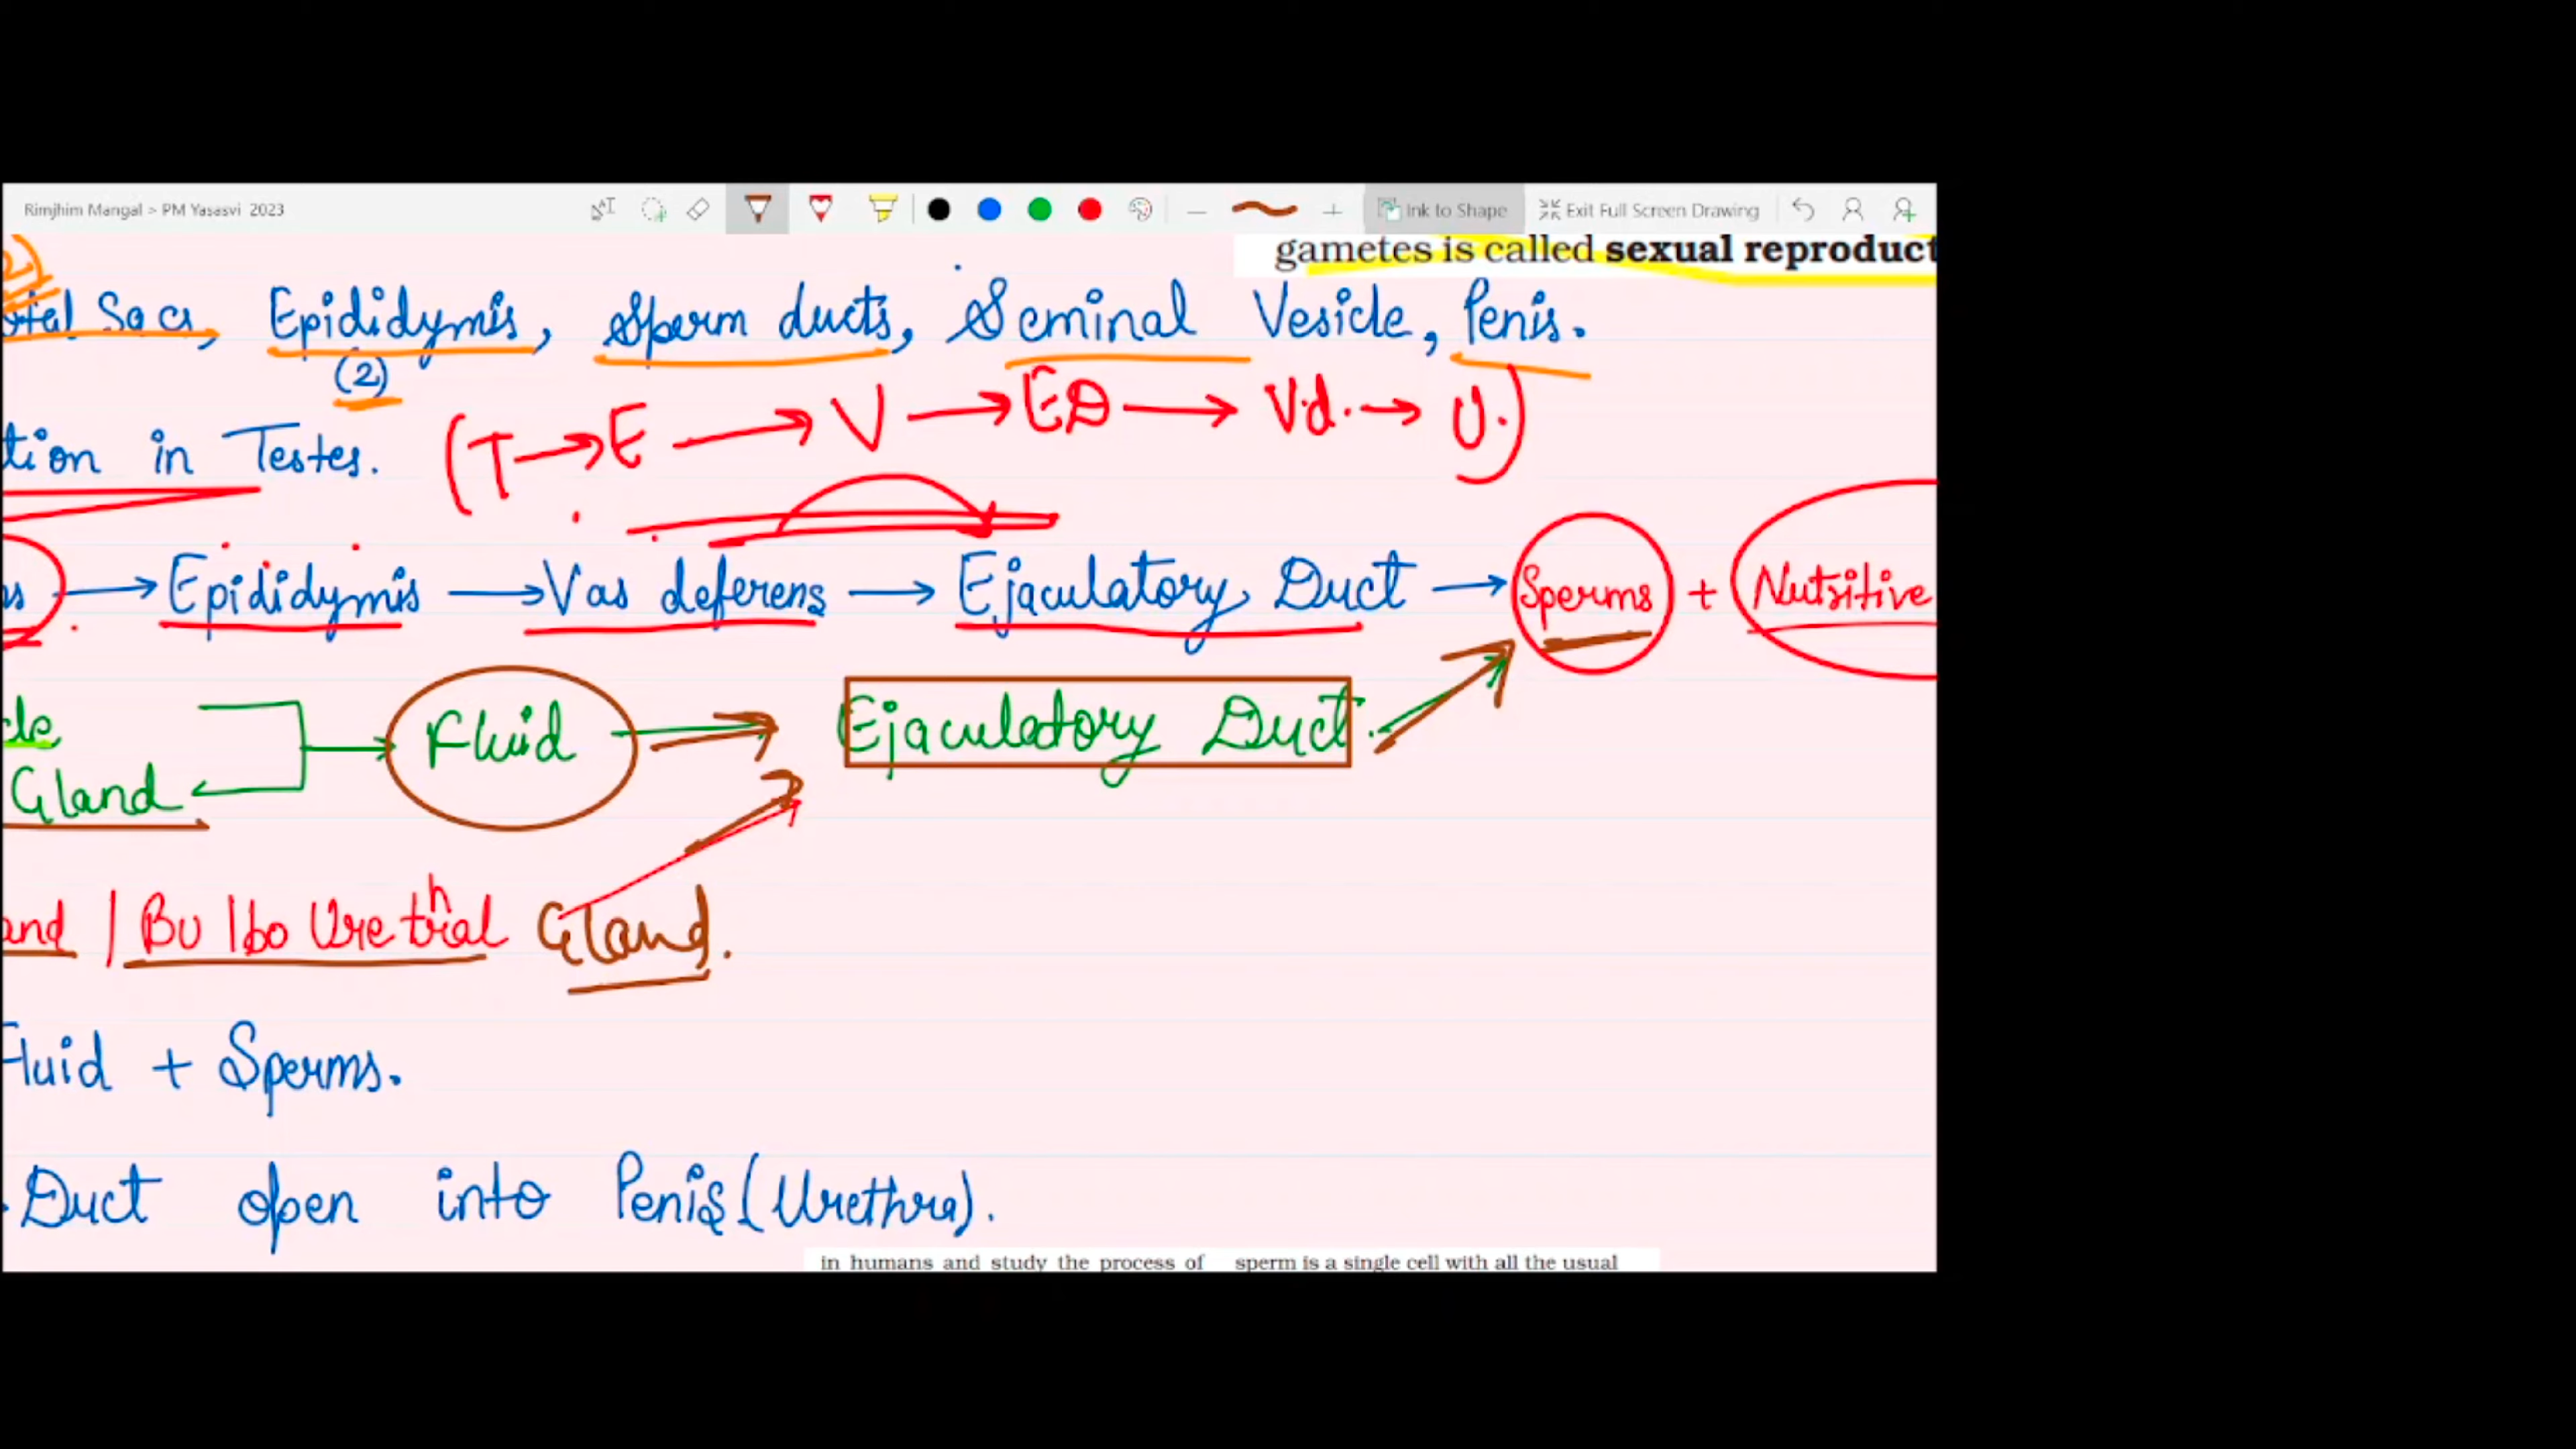 Rimjhim Mangal > PM Yasasvi 2023
Ink to Shape
Exit Full Screen Drawing
gametes is called sexual reproduct
Sacs, Epididymis, Sperm ducts, Seminal Vesicle, Penis.
(2)
tion in Testes. (T → E → V → ED → V.d. → U.)
→ Epididymis → Vas deferens → Ejaculatory Duct → Sperms + Nutritive
cle
Gland
→ Fluid → Ejaculatory Duct.
and / Bulbo Urethral Gland.
Fluid + Sperms.
Duct open into Penis (Urethra).
in humans and study the process of
sperm is a single cell with all the usual